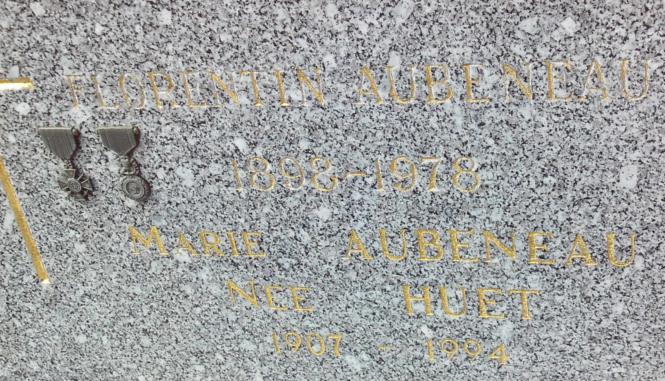 FLORENTIN AUBENEAU
1898-1978
MARIE AUBENEAU
NEE HUET
1907 - 1994